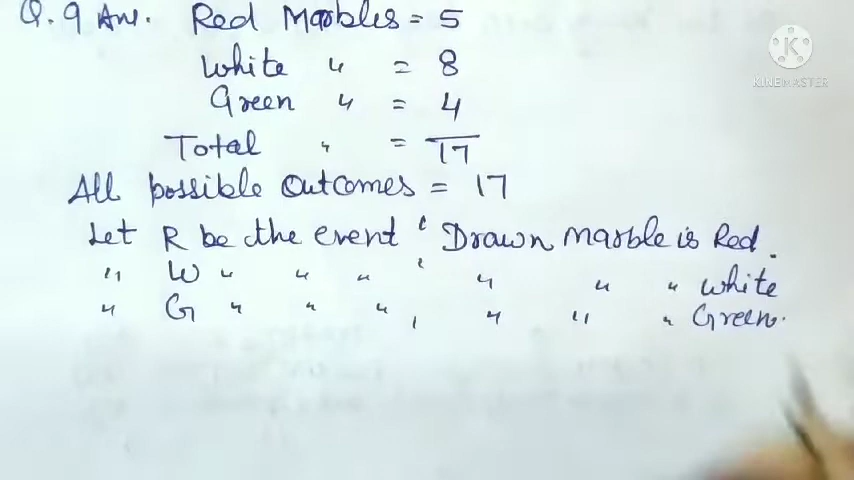 Q.9 Ans. Red Marbles = 5
White " = 8
Green " = 4
Total " = 17
All possible Outcomes = 17
Let R be the event ' Drawn marble is Red.
" W " " " ' " " " white
" G " " " ' " " " Green.
K
KINEMASTER